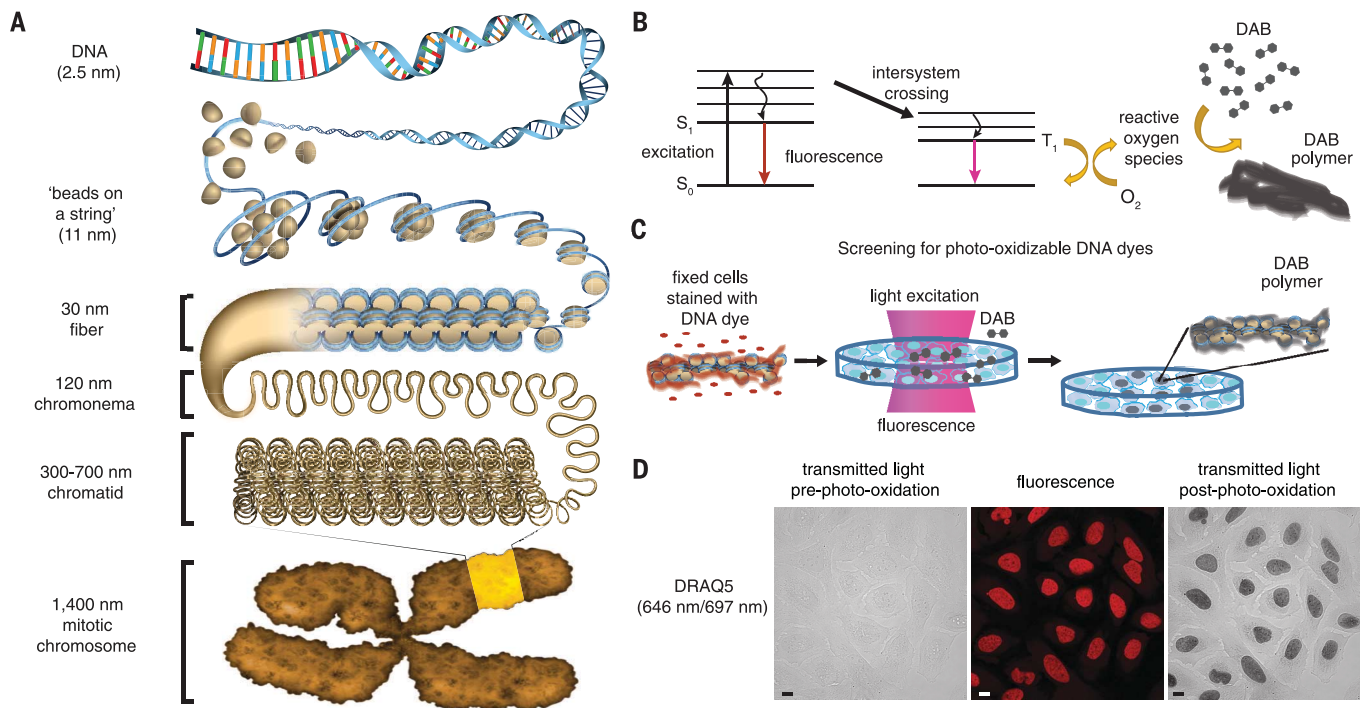 A
DNA
(2.5 nm)
'beads on
a string'
(11 nm)
30 nm
fiber
120 nm
chromonema
300-700 nm
chromatid
1,400 nm
mitotic
chromosome
B
DAB
intersystem
crossing
S1
T1
reactive
oxygen
species
excitation
fluorescence
DAB
polymer
S0
O2
C
Screening for photo-oxidizable DNA dyes
fixed cells
stained with
DNA dye
light excitation
DAB
DAB
polymer
fluorescence
D
transmitted light
pre-photo-oxidation
fluorescence
transmitted light
post-photo-oxidation
DRAQ5
(646 nm/697 nm)